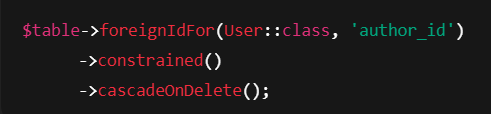 $table->foreignIdFor(User::class, 'author_id')
->constrained()
->cascadeOnDelete();